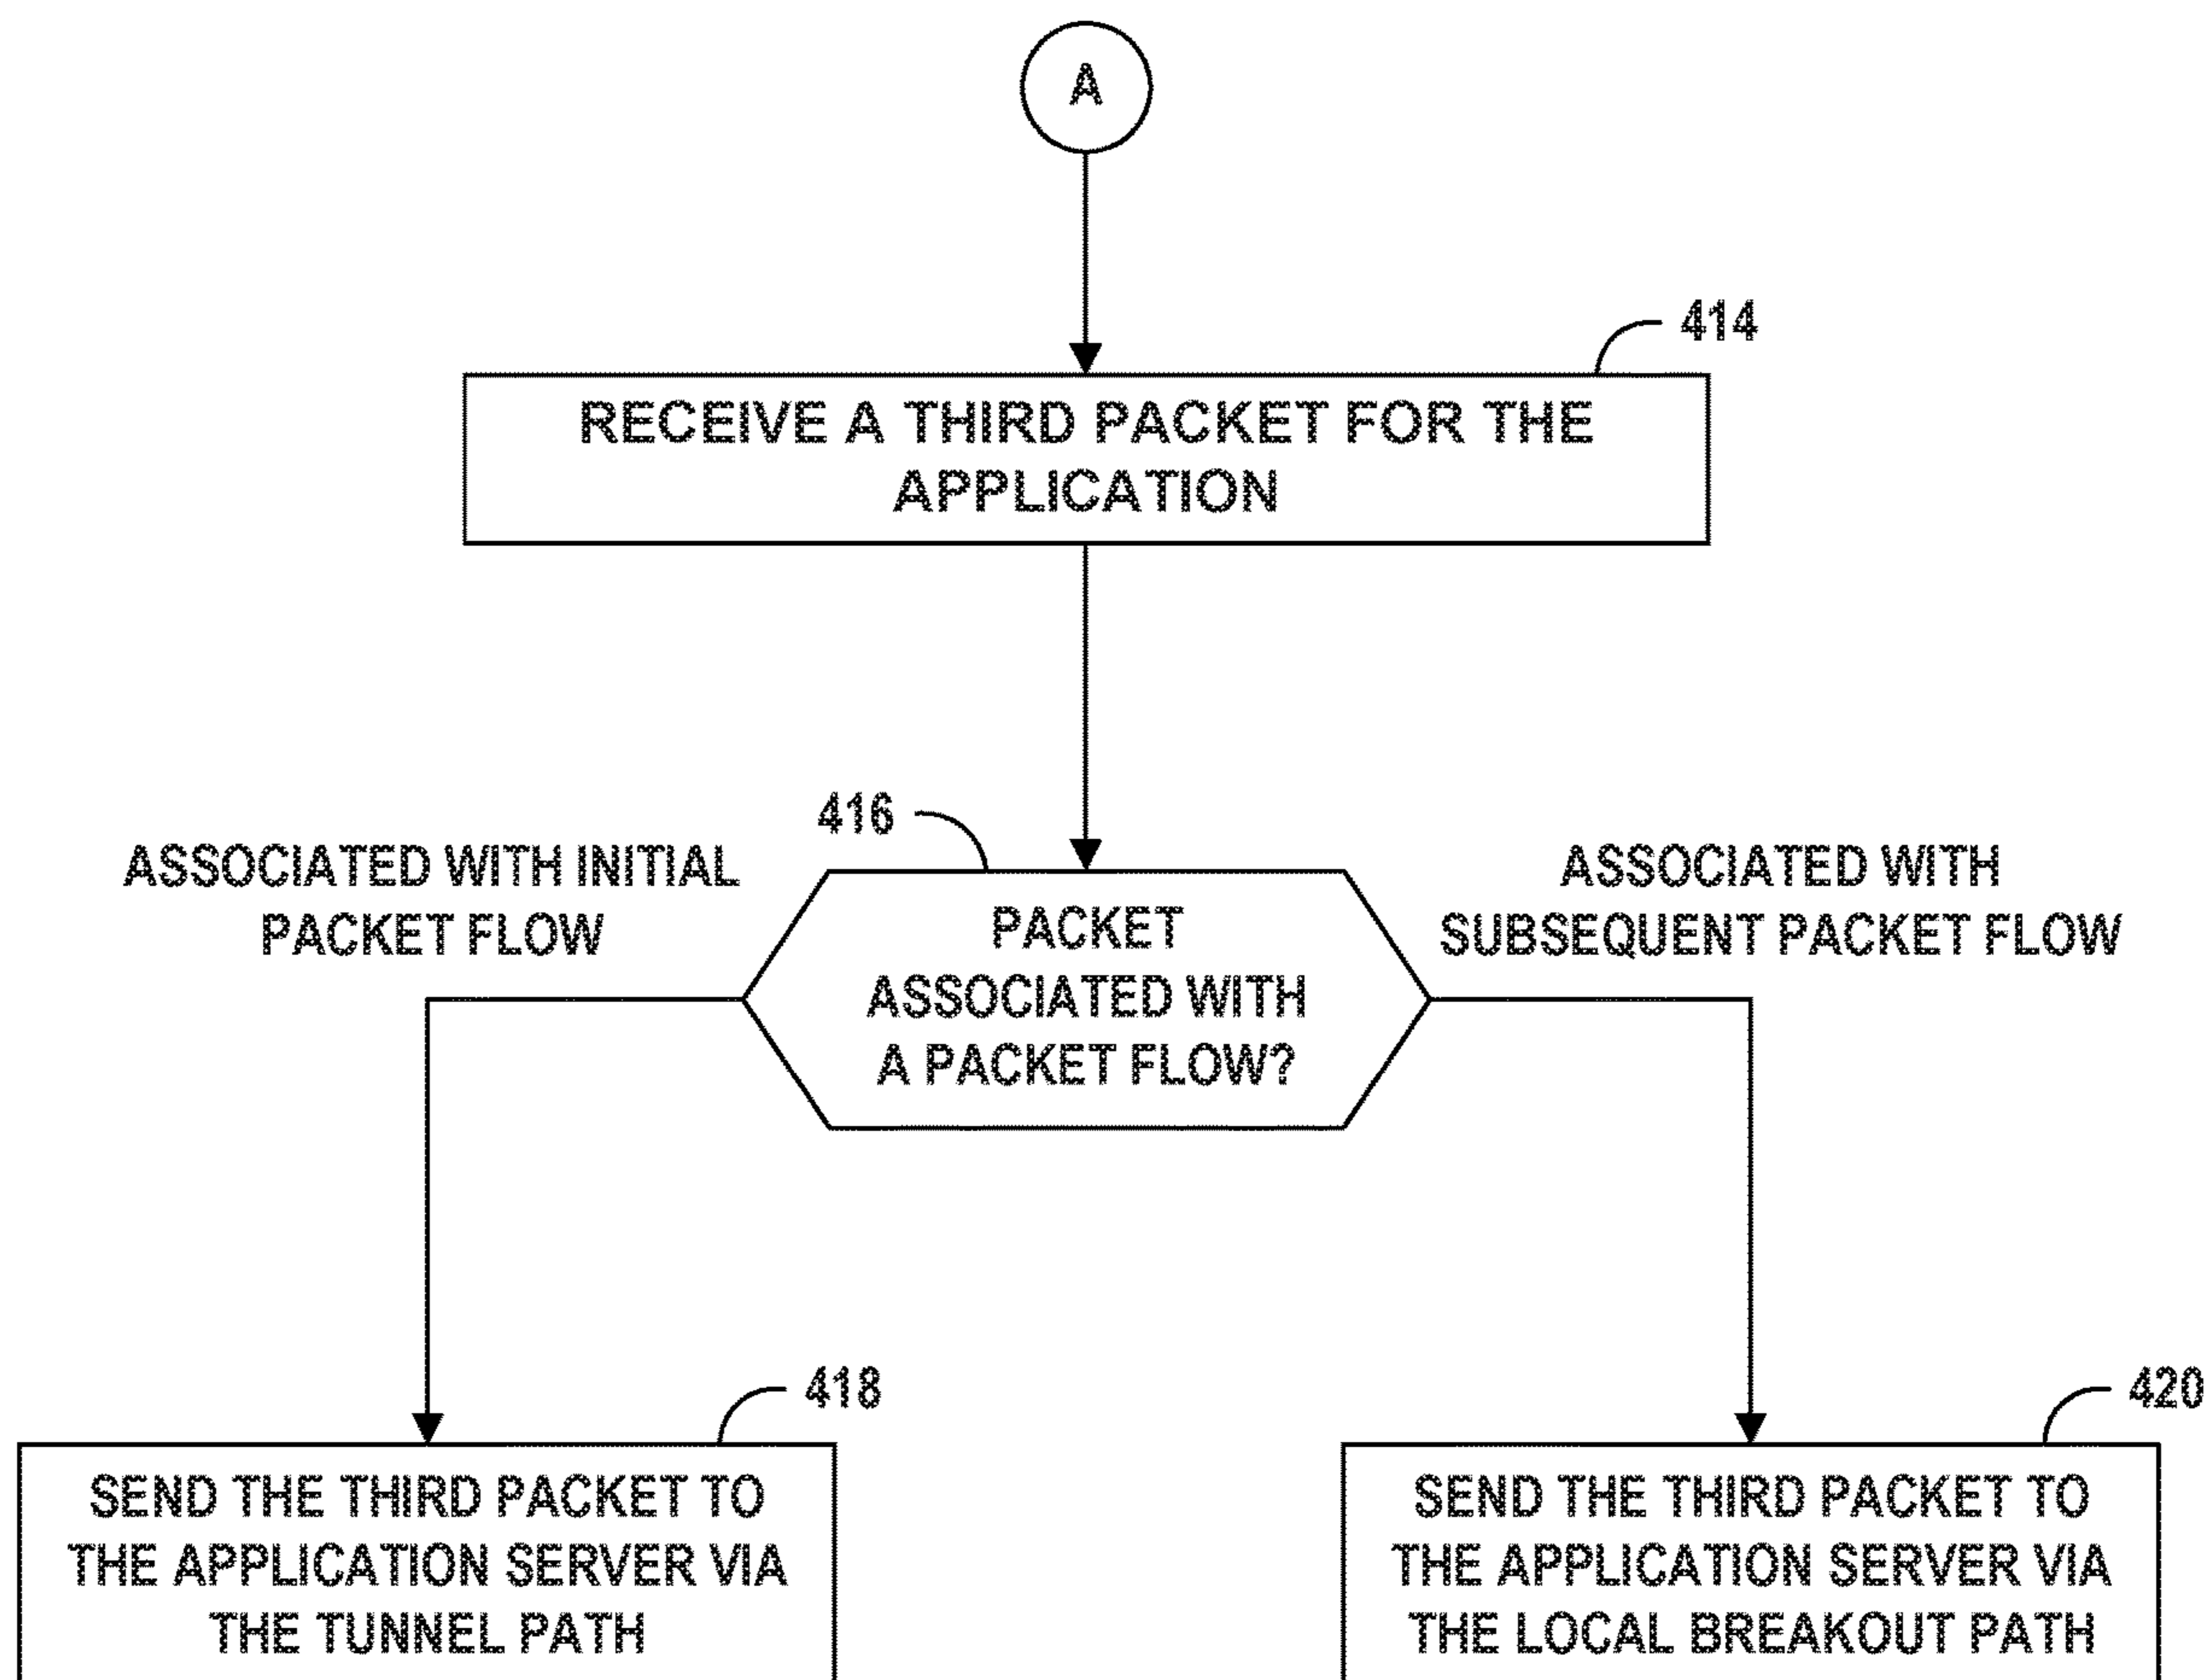 A
414
RECEIVE A THIRD PACKET FOR THE
APPLICATION
416
ASSOCIATED WITH INITIAL
PACKET FLOW
PACKET
ASSOCIATED WITH
A PACKET FLOW?
ASSOCIATED WITH
SUBSEQUENT PACKET FLOW
418
SEND THE THIRD PACKET TO
THE APPLICATION SERVER VIA
THE TUNNEL PATH
420
SEND THE THIRD PACKET TO
THE APPLICATION SERVER VIA
THE LOCAL BREAKOUT PATH